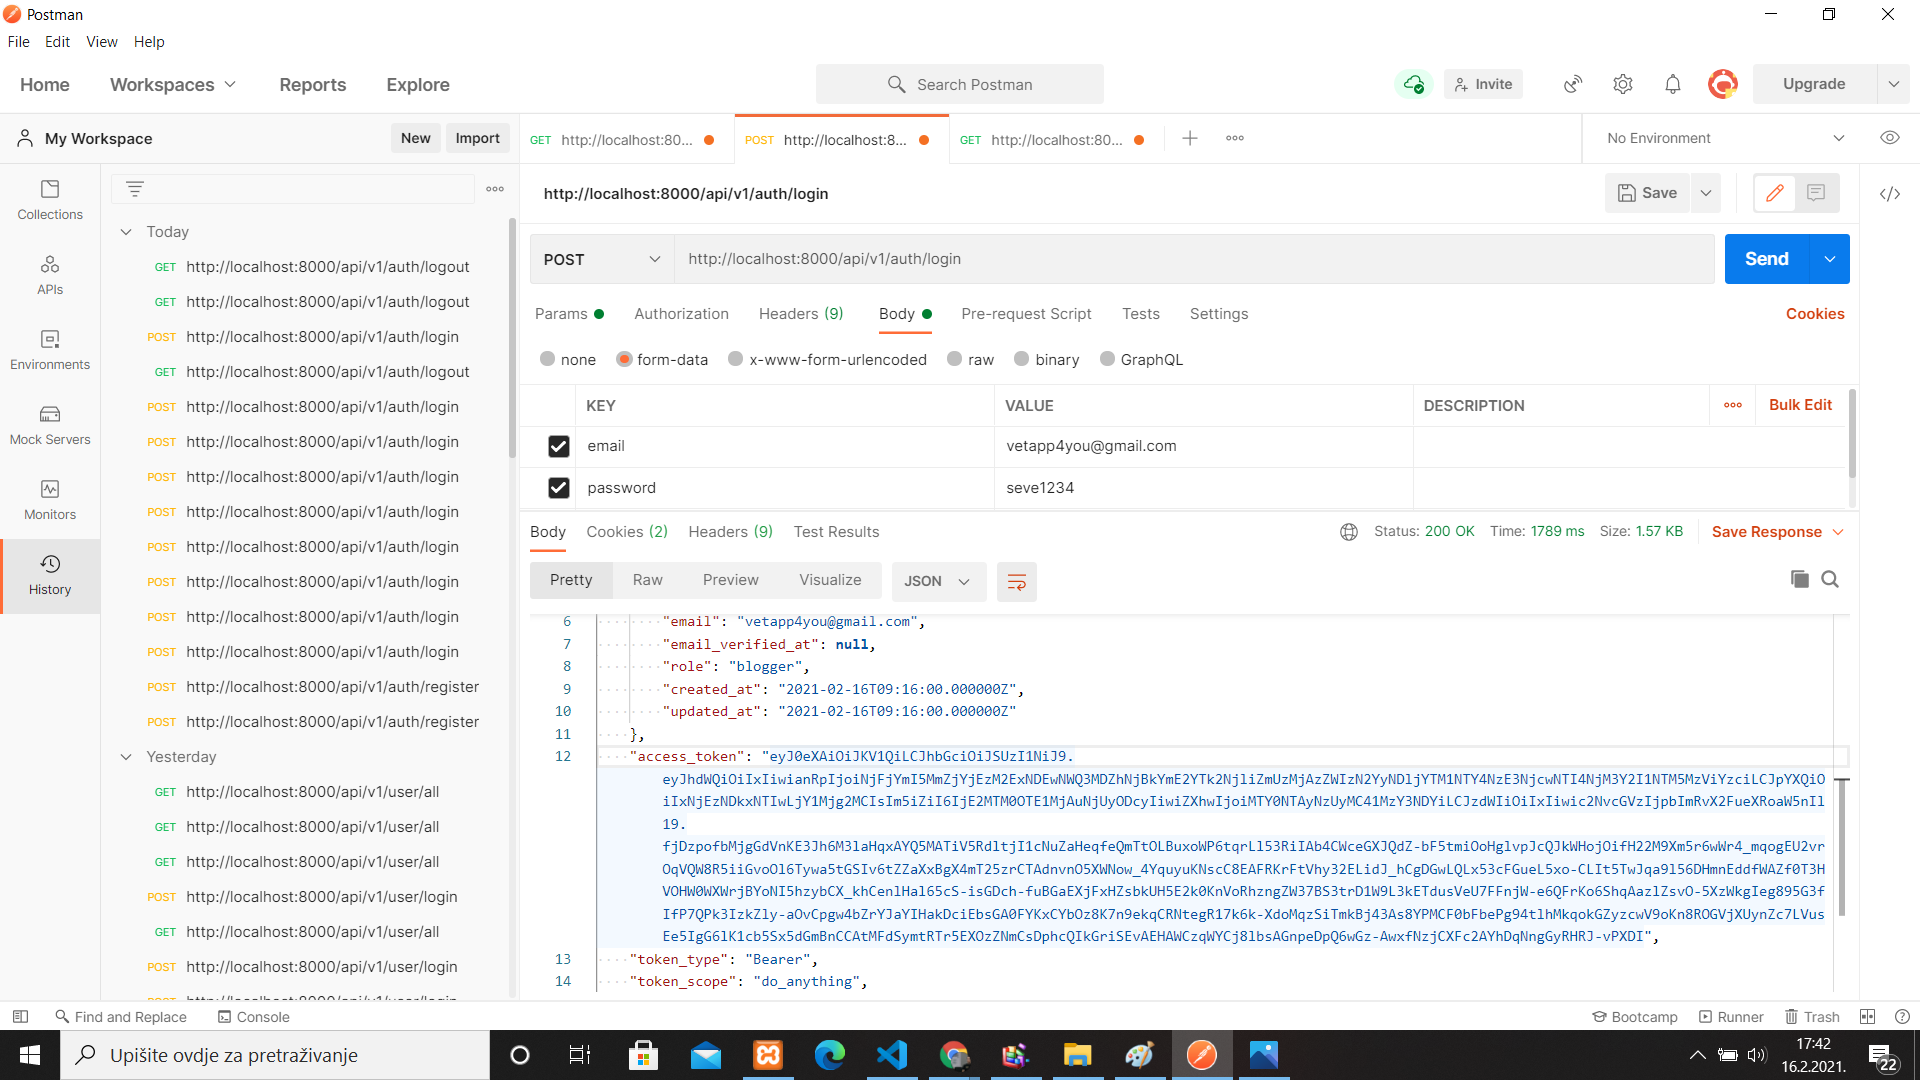 Postman
File Edit View Help
Home Workspaces Reports Explore
Search Postman
Invite
Upgrade
My Workspace
New Import
GET http://localhost:80...
POST http://localhost:8...
GET http://localhost:80...
No Environment
Collections
APIs
Environments
Mock Servers
Monitors
History
Today
GET http://localhost:8000/api/v1/auth/logout
GET http://localhost:8000/api/v1/auth/logout
POST http://localhost:8000/api/v1/auth/login
GET http://localhost:8000/api/v1/auth/logout
POST http://localhost:8000/api/v1/auth/login
POST http://localhost:8000/api/v1/auth/login
POST http://localhost:8000/api/v1/auth/login
POST http://localhost:8000/api/v1/auth/login
POST http://localhost:8000/api/v1/auth/login
POST http://localhost:8000/api/v1/auth/login
POST http://localhost:8000/api/v1/auth/login
POST http://localhost:8000/api/v1/auth/login
POST http://localhost:8000/api/v1/auth/register
POST http://localhost:8000/api/v1/auth/register
Yesterday
GET http://localhost:8000/api/v1/user/all
GET http://localhost:8000/api/v1/user/all
GET http://localhost:8000/api/v1/user/all
POST http://localhost:8000/api/v1/user/login
GET http://localhost:8000/api/v1/user/all
POST http://localhost:8000/api/v1/user/login
http://localhost:8000/api/v1/auth/login
Save
POST http://localhost:8000/api/v1/auth/login
Send
Params Authorization Headers (9) Body Pre-request Script Tests Settings
Cookies
none form-data x-www-form-urlencoded raw binary GraphQL
KEY VALUE DESCRIPTION
Bulk Edit
email vetapp4you@gmail.com
password seve1234
Body Cookies (2) Headers (9) Test Results
Status: 200 OK Time: 1789 ms Size: 1.57 KB
Save Response
Pretty Raw Preview Visualize JSON
6 "email": "vetapp4you@gmail.com",
7 "email_verified_at": null,
8 "role": "blogger",
9 "created_at": "2021-02-16T09:16:00.000000Z",
10 "updated_at": "2021-02-16T09:16:00.000000Z"
11 },
12 "access_token": "eyJ0eXAiOiJKV1QiLCJhbGciOiJSUzI1NiJ9.
19.
13 "token_type": "Bearer",
14 "token_scope": "do_anything",
Find and Replace Console
Bootcamp Runner Trash
Upišite ovdje za pretraživanje
17:42
16.2.2021.
22